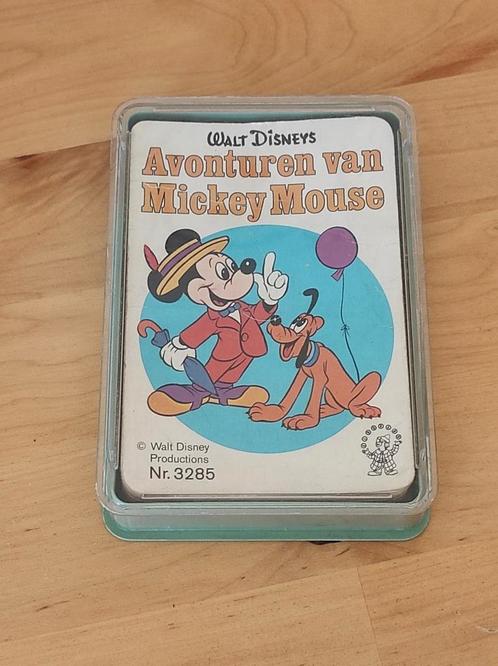 WALT DISNEYS
Avonturen van
Mickey Mouse
© Walt Disney
Productions
Nr. 3285